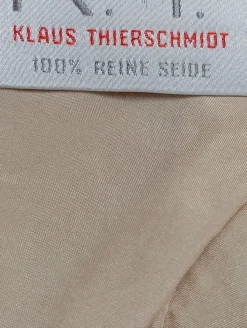 KLAUS THIERSCHMIDT
100% REINE SEIDE